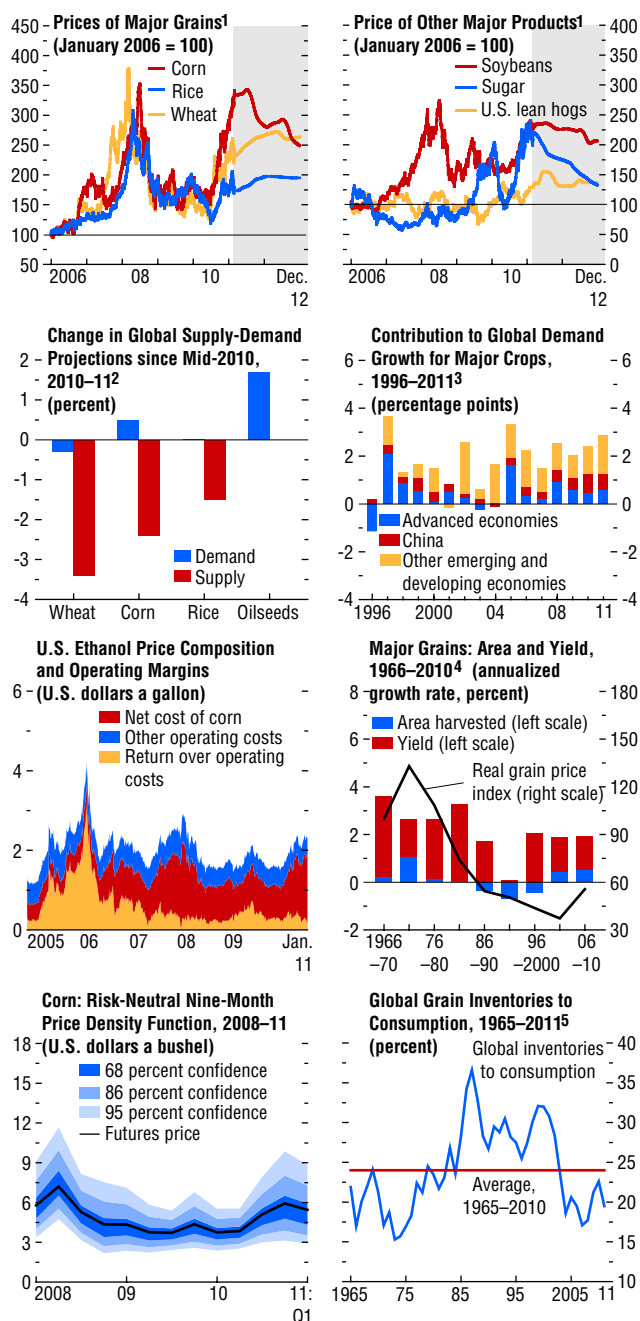 Prices of Major Grains¹
(January 2006 = 100)
Corn
Rice
Wheat
450
400
350
300
250
200
150
100
50
2006
08
10
Dec.
12
Price of Other Major Products¹
(January 2006 = 100)
Soybeans
Sugar
U.S. lean hogs
400
350
300
250
200
150
100
50
0
2006
08
10
Dec.
12
Change in Global Supply-Demand
Projections since Mid-2010,
2010–11²
(percent)
2
1
0
-1
-2
-3
-4
Demand
Supply
Wheat
Corn
Rice
Oilseeds
Contribution to Global Demand
Growth for Major Crops,
1996–2011³
(percentage points)
6
4
2
0
-2
-4
Advanced economies
China
Other emerging and
developing economies
1996
2000
04
08
11
U.S. Ethanol Price Composition
and Operating Margins
(U.S. dollars a gallon)
6
4
2
0
Net cost of corn
Other operating costs
Return over operating
costs
2005
06
07
08
09
Jan.
11
Major Grains: Area and Yield,
1966–2010⁴ (annualized
growth rate, percent)
8
6
4
2
0
-2
180
150
120
90
60
30
Area harvested (left scale)
Yield (left scale)
Real grain price
index (right scale)
1966
–70
76
–80
86
–90
96
–2000
06
–10
Corn: Risk-Neutral Nine-Month
Price Density Function, 2008–11
(U.S. dollars a bushel)
18
15
12
9
6
3
0
68 percent confidence
86 percent confidence
95 percent confidence
Futures price
2008
09
10
11:
Q1
Global Grain Inventories to
Consumption, 1965–2011⁵
(percent)
40
35
30
25
20
15
10
Global inventories
to consumption
Average,
1965–2010
1965
75
85
95
2005
11